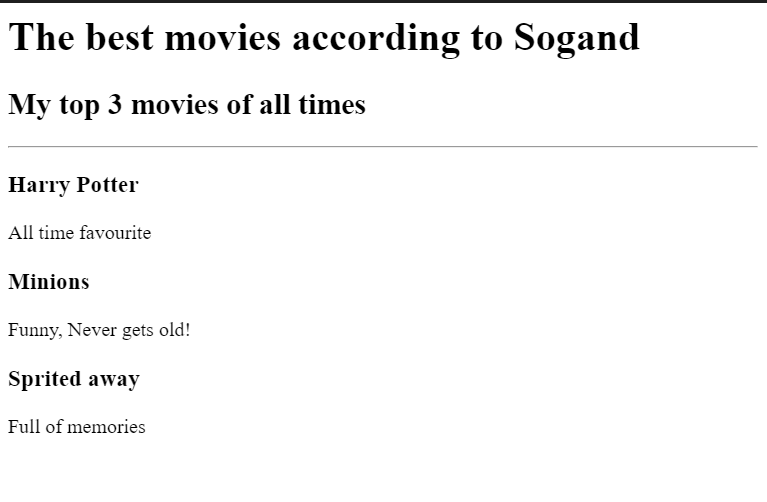 The best movies according to Sogand
My top 3 movies of all times
Harry Potter
All time favourite
Minions
Funny, Never gets old!
Sprited away
Full of memories